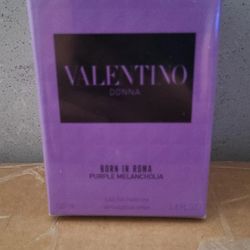 VALENTINO
DONNA
BORN IN ROMA
PURPLE MELANCHOLIA
EAU DE PARFUM